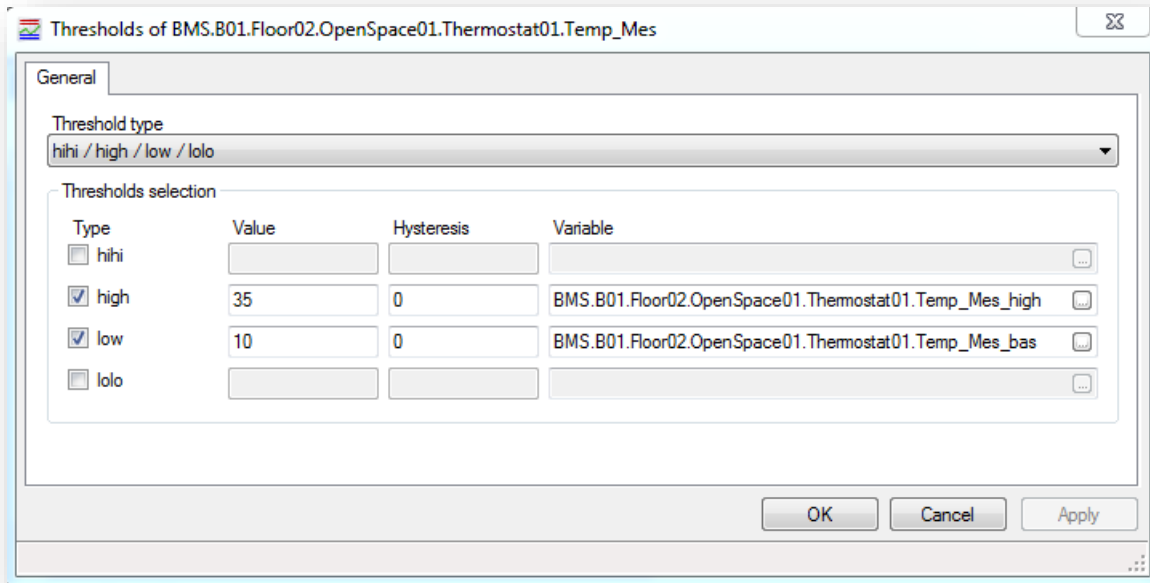 Thresholds of BMS.B01.Floor02.OpenSpace01.Thermostat01.Temp_Mes
General
Threshold type
hihi / high / low / lolo
Thresholds selection
Type Value Hysteresis Variable
hihi ...
high 35 0 BMS.B01.Floor02.OpenSpace01.Thermostat01.Temp_Mes_high ...
low 10 0 BMS.B01.Floor02.OpenSpace01.Thermostat01.Temp_Mes_bas ...
lolo ...
OK Cancel Apply